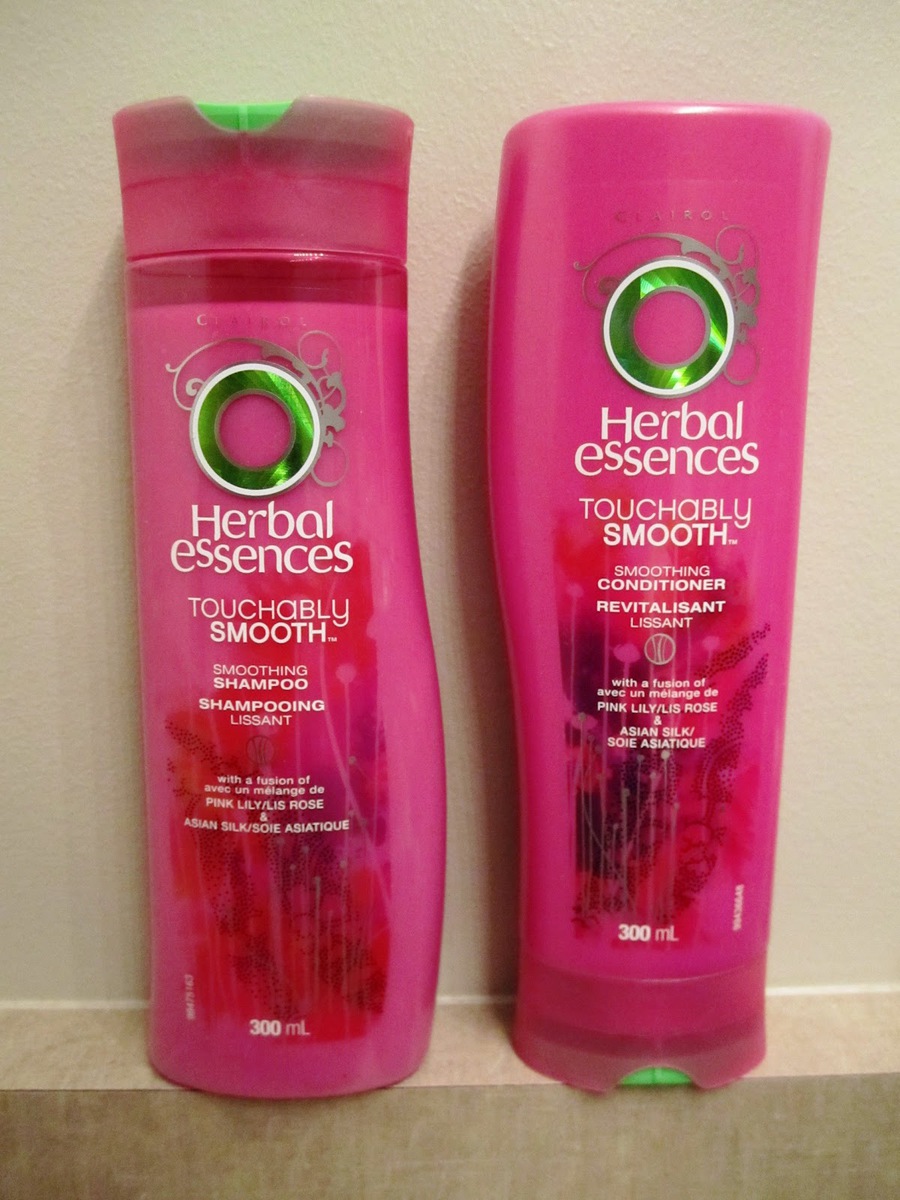 CLAIROL
Herbal
essences
TOUCHABLY
SMOOTH™
SMOOTHING
SHAMPOO
SHAMPOOING
LISSANT
with a fusion of
avec un mélange de
PINK LILY/LIS ROSE
&
ASIAN SILK/SOIE ASIATIQUE
300 mL
CLAIROL
Herbal
essences
TOUCHABLY
SMOOTH™
SMOOTHING
CONDITIONER
REVITALISANT
LISSANT
with a fusion of
avec un mélange de
PINK LILY/LIS ROSE
&
ASIAN SILK/
SOIE ASIATIQUE
300 mL